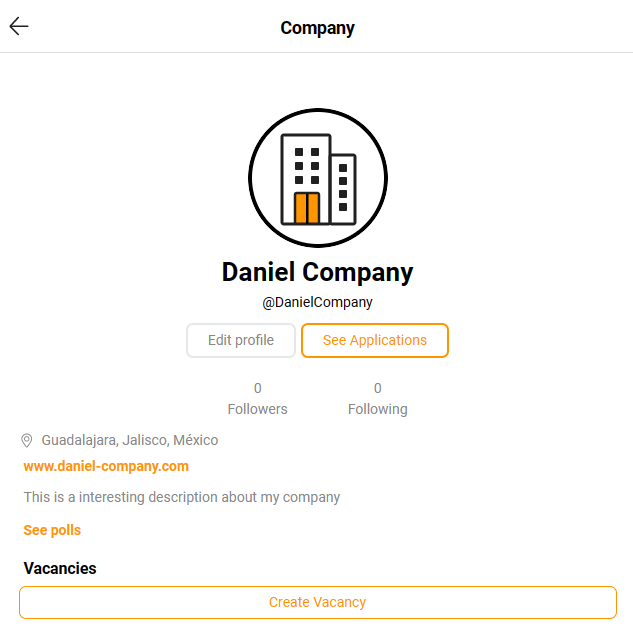 Company
Daniel Company
@DanielCompany
Edit profile See Applications
0 0
Followers Following
Guadalajara, Jalisco, México
www.daniel-company.com
This is a interesting description about my company
See polls
Vacancies
Create Vacancy